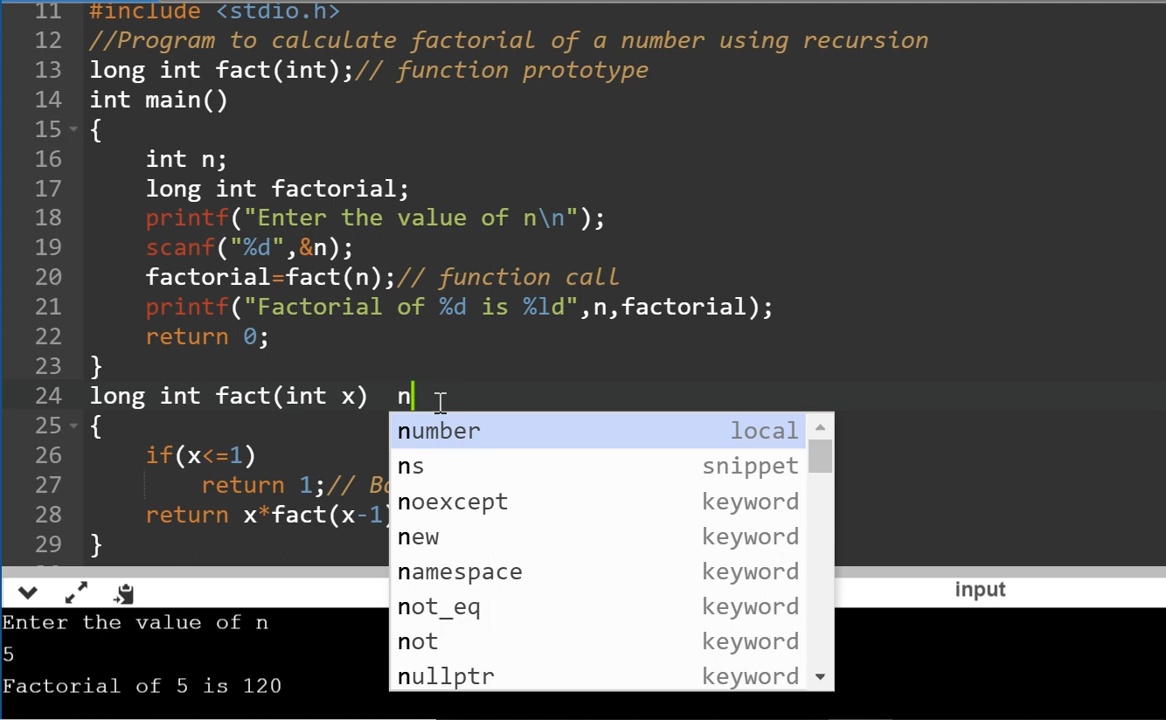 11 #include <stdio.h>
12 //Program to calculate factorial of a number using recursion
13 long int fact(int);// function prototype
14 int main()
15 {
16     int n;
17     long int factorial;
18     printf("Enter the value of n\n");
19     scanf("%d",&n);
20     factorial=fact(n);// function call
21     printf("Factorial of %d is %ld",n,factorial);
22     return 0;
23 }
24 long int fact(int x)  n
25 {
number local
26     if(x<=1)
ns snippet
27         return 1;//
noexcept keyword
28     return x*fact(x-1)
new keyword
29 }
namespace keyword
not_eq keyword
not keyword
nullptr keyword
input
Enter the value of n
5
Factorial of 5 is 120